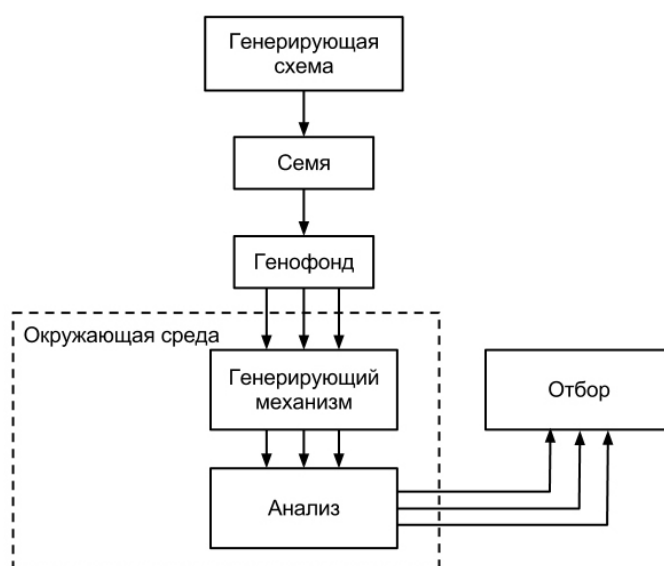 Генерирующая
схема
Семя
Генофонд
Окружающая среда
Генерирующий
механизм
Отбор
Анализ